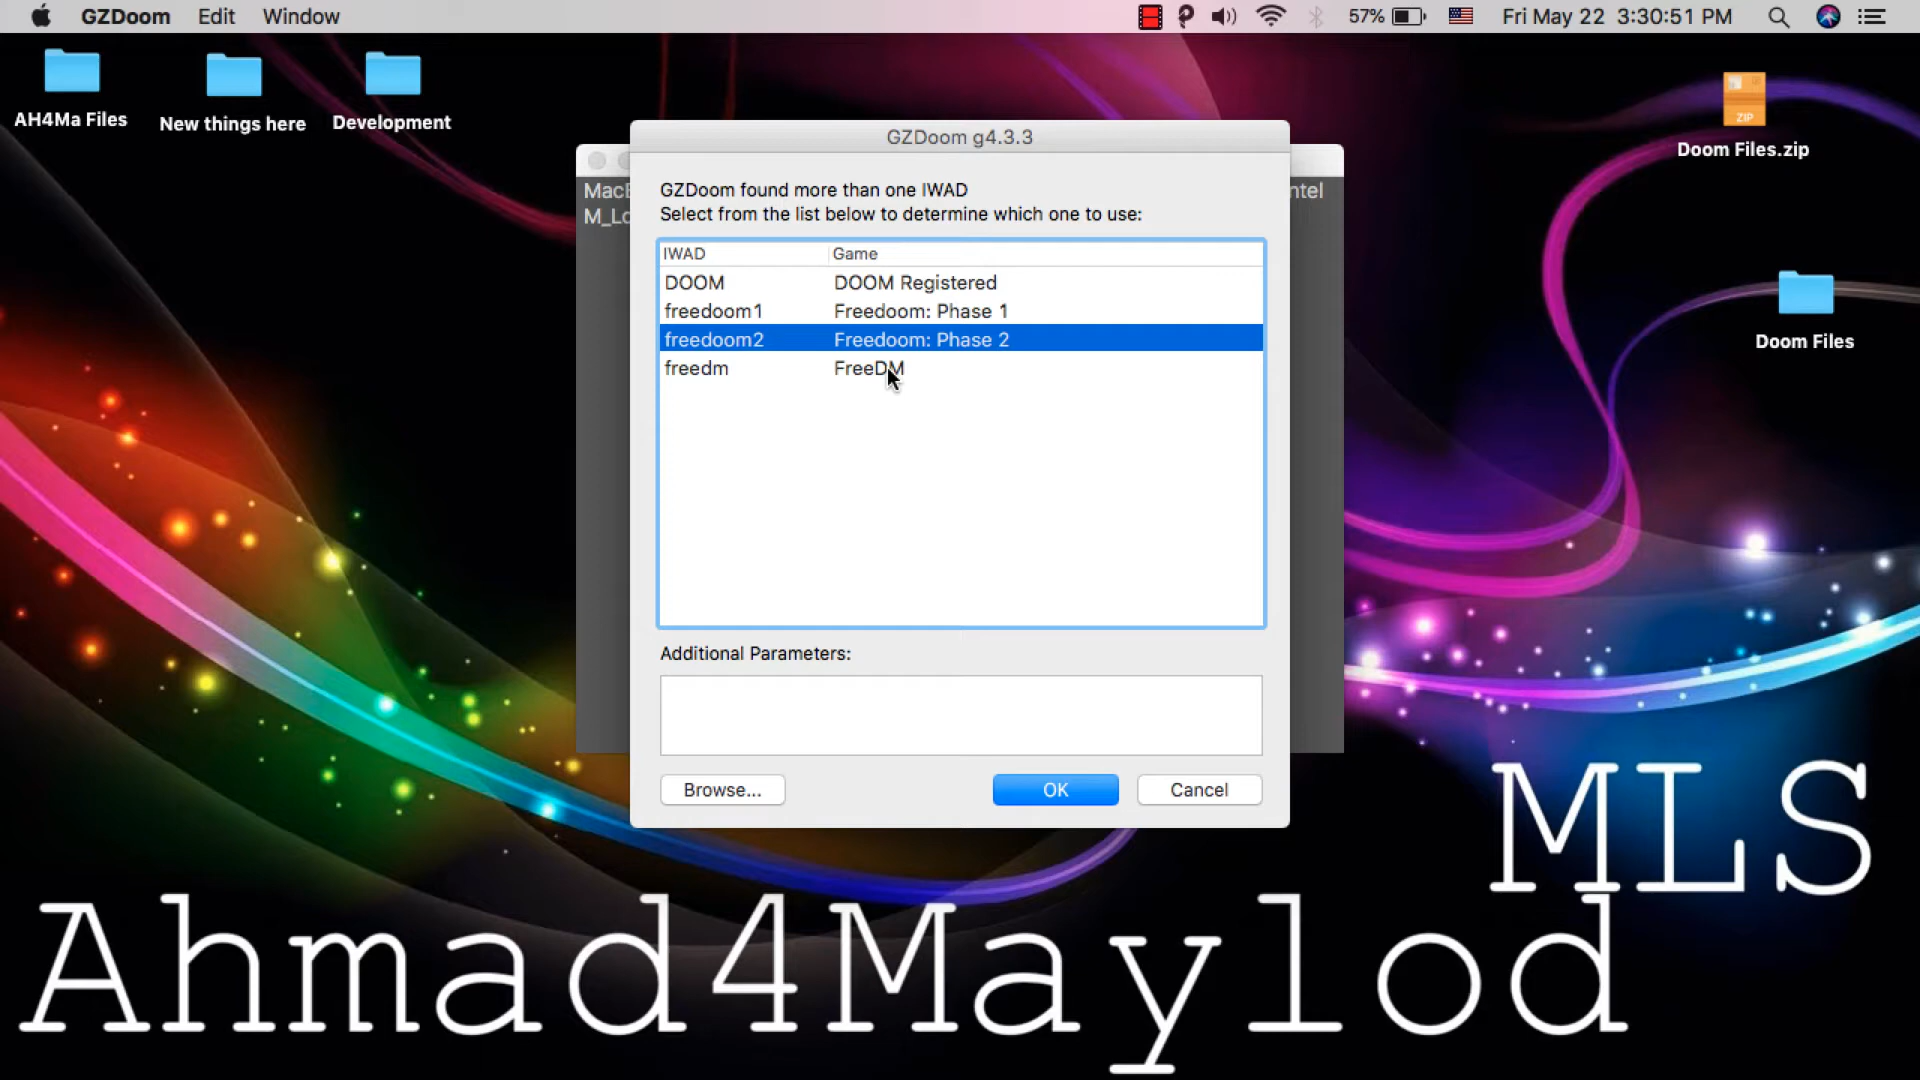 GZDoom Edit Window 57% Fri May 22 3:30:51 PM
AH4Ma Files
New things here
Development
ZIP
Doom Files.zip
Doom Files
GZDoom g4.3.3
GZDoom found more than one IWAD
Select from the list below to determine which one to use:
IWAD Game
DOOM DOOM Registered
freedoom1 Freedoom: Phase 1
freedoom2 Freedoom: Phase 2
freedm FreeDM
Additional Parameters:
Browse... OK Cancel
MLS
Ahmad4Maylod